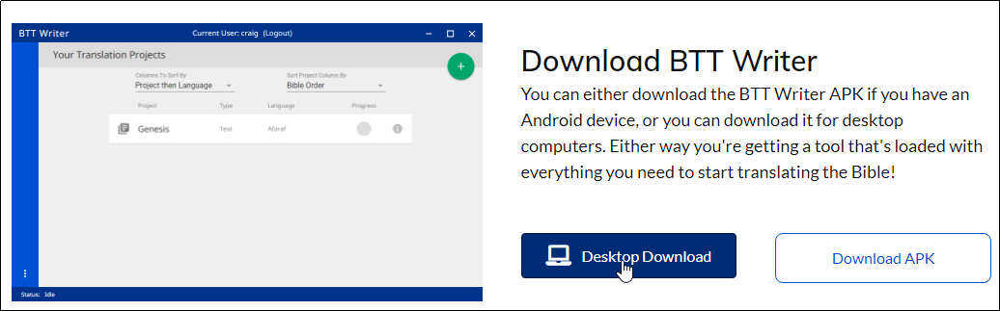 BTT Writer
Current User: craig (Logout)
Your Translation Projects
+
Columns To Sort By
Sort Project Column By
Project then Language
Bible Order
Project Type Language Progress
Genesis Text Afaraf
Status: Idle
Download BTT Writer
You can either download the BTT Writer APK if you have an
Android device, or you can download it for desktop
computers. Either way you're getting a tool that's loaded with
everything you need to start translating the Bible!
Desktop Download
Download APK